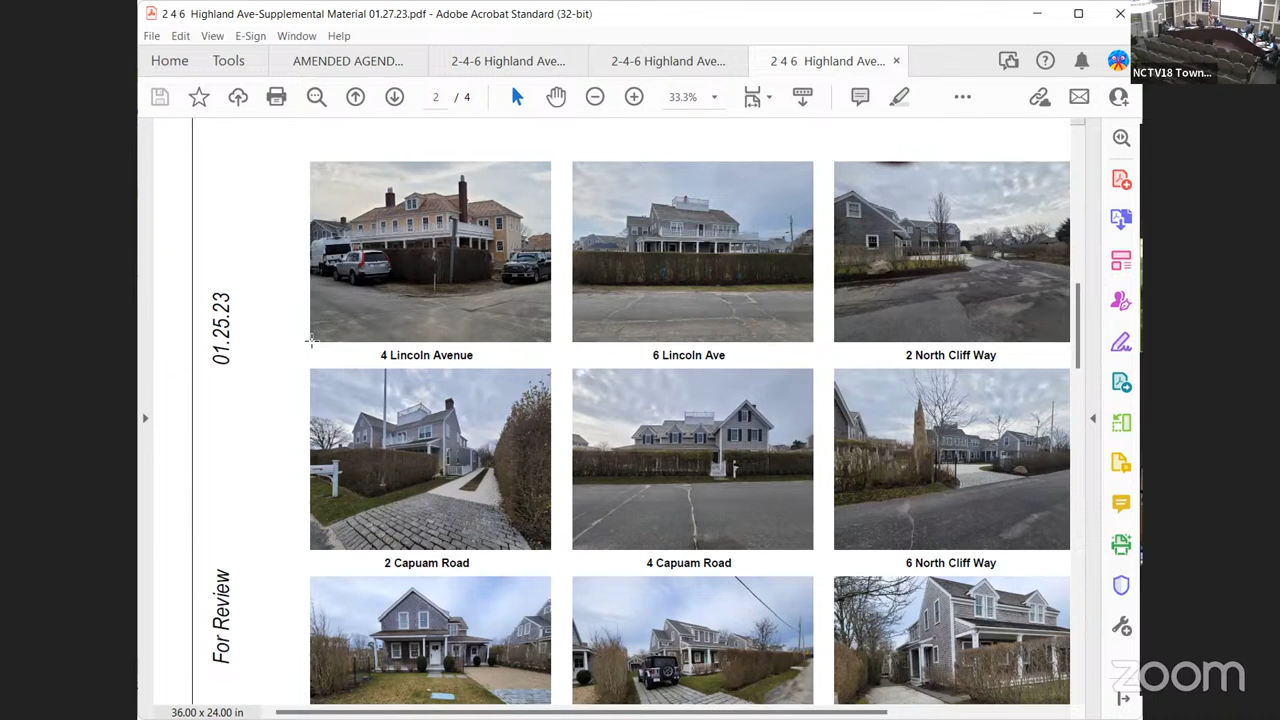 2 4 6 Highland Ave-Supplemental Material 01.27.23.pdf - Adobe Acrobat Standard (32-bit)
File Edit View E-Sign Window Help
Home Tools AMENDED AGEND... 2-4-6 Highland Ave... 2-4-6 Highland Ave... 2 4 6 Highland Ave... ×
2 / 4 33.3%
NCTV18 Town...
01.25.23
4 Lincoln Avenue 6 Lincoln Ave 2 North Cliff Way
2 Capuam Road 4 Capuam Road 6 North Cliff Way
For Review
36.00 x 24.00 in
zoom